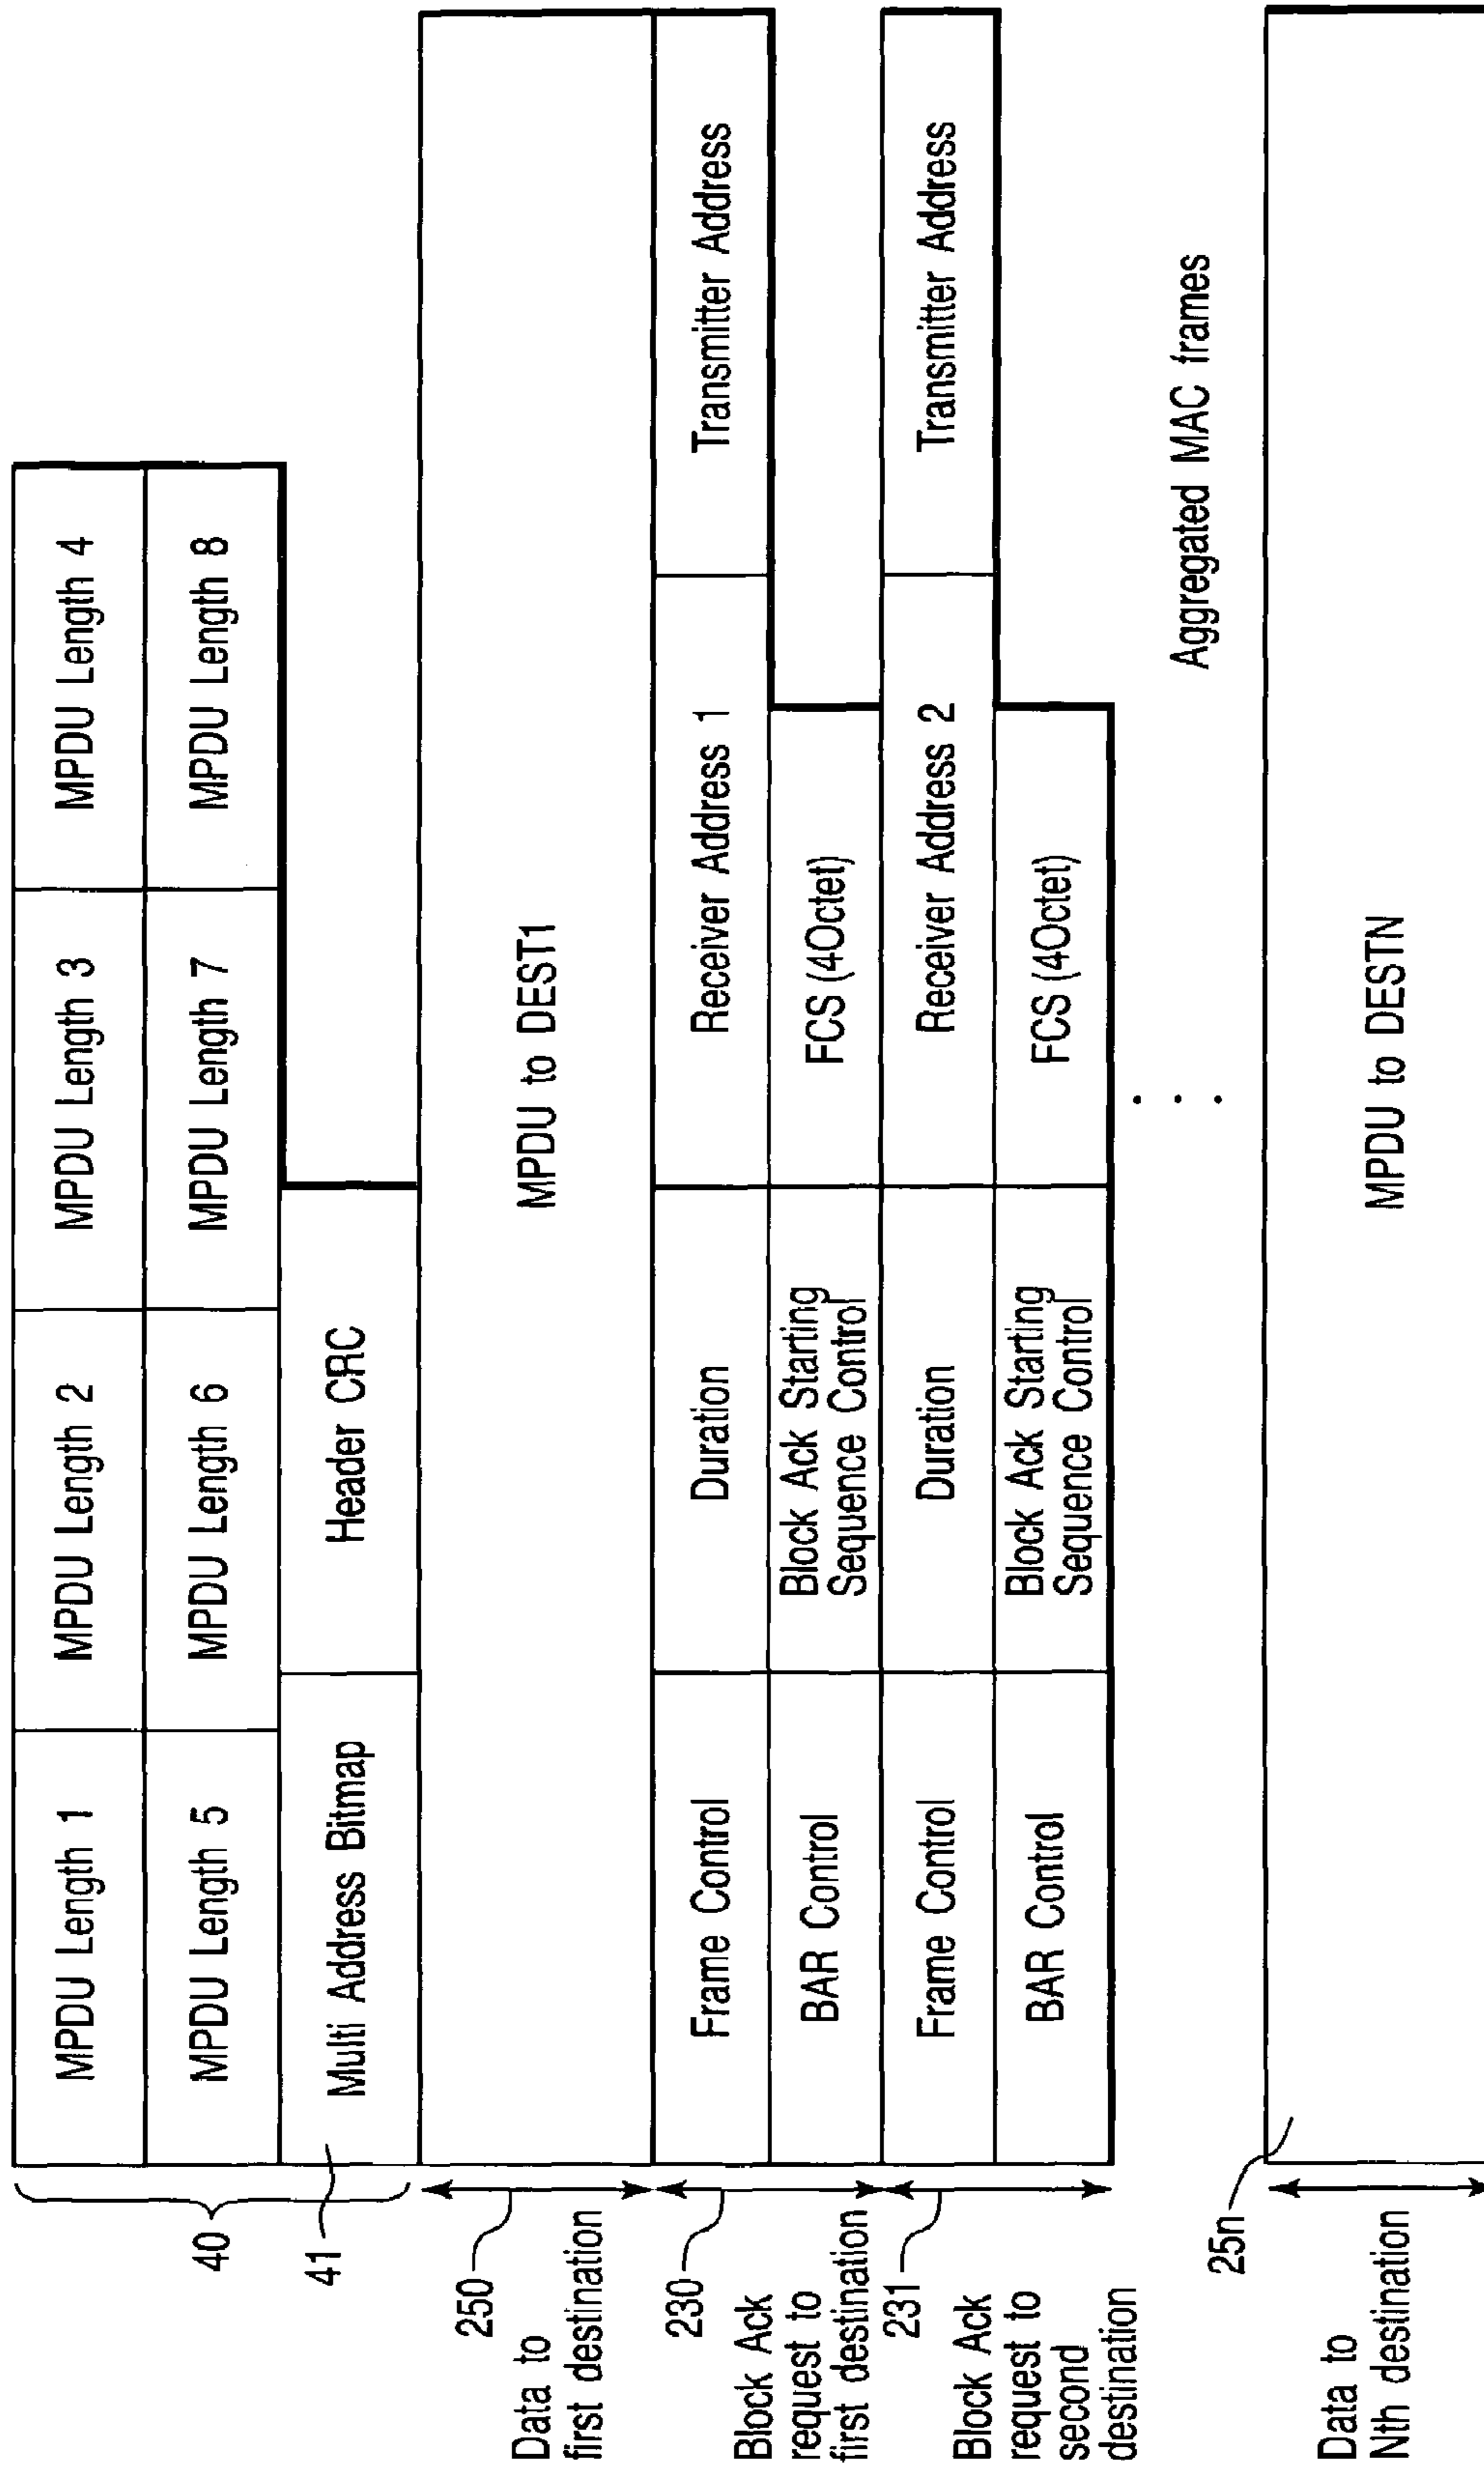 MPDU Length 1
MPDU Length 2
MPDU Length 3
MPDU Length 4
MPDU Length 5
MPDU Length 6
MPDU Length 7
MPDU Length 8
40
41
Multi Address Bitmap
Header CRC
250
Data to
first destination
MPDU to DEST1
230
Block Ack
request to
first destination
Frame Control
Duration
Receiver Address 1
Transmitter Address
BAR Control
Block Ack Starting
Sequence Control
FCS (4Octet)
231
Block Ack
request to
second
destination
Frame Control
Duration
Receiver Address 2
Transmitter Address
BAR Control
Block Ack Starting
Sequence Control
FCS (4Octet)
. . .
Aggregated MAC frames
25n
Data to
Nth destination
MPDU to DESTN